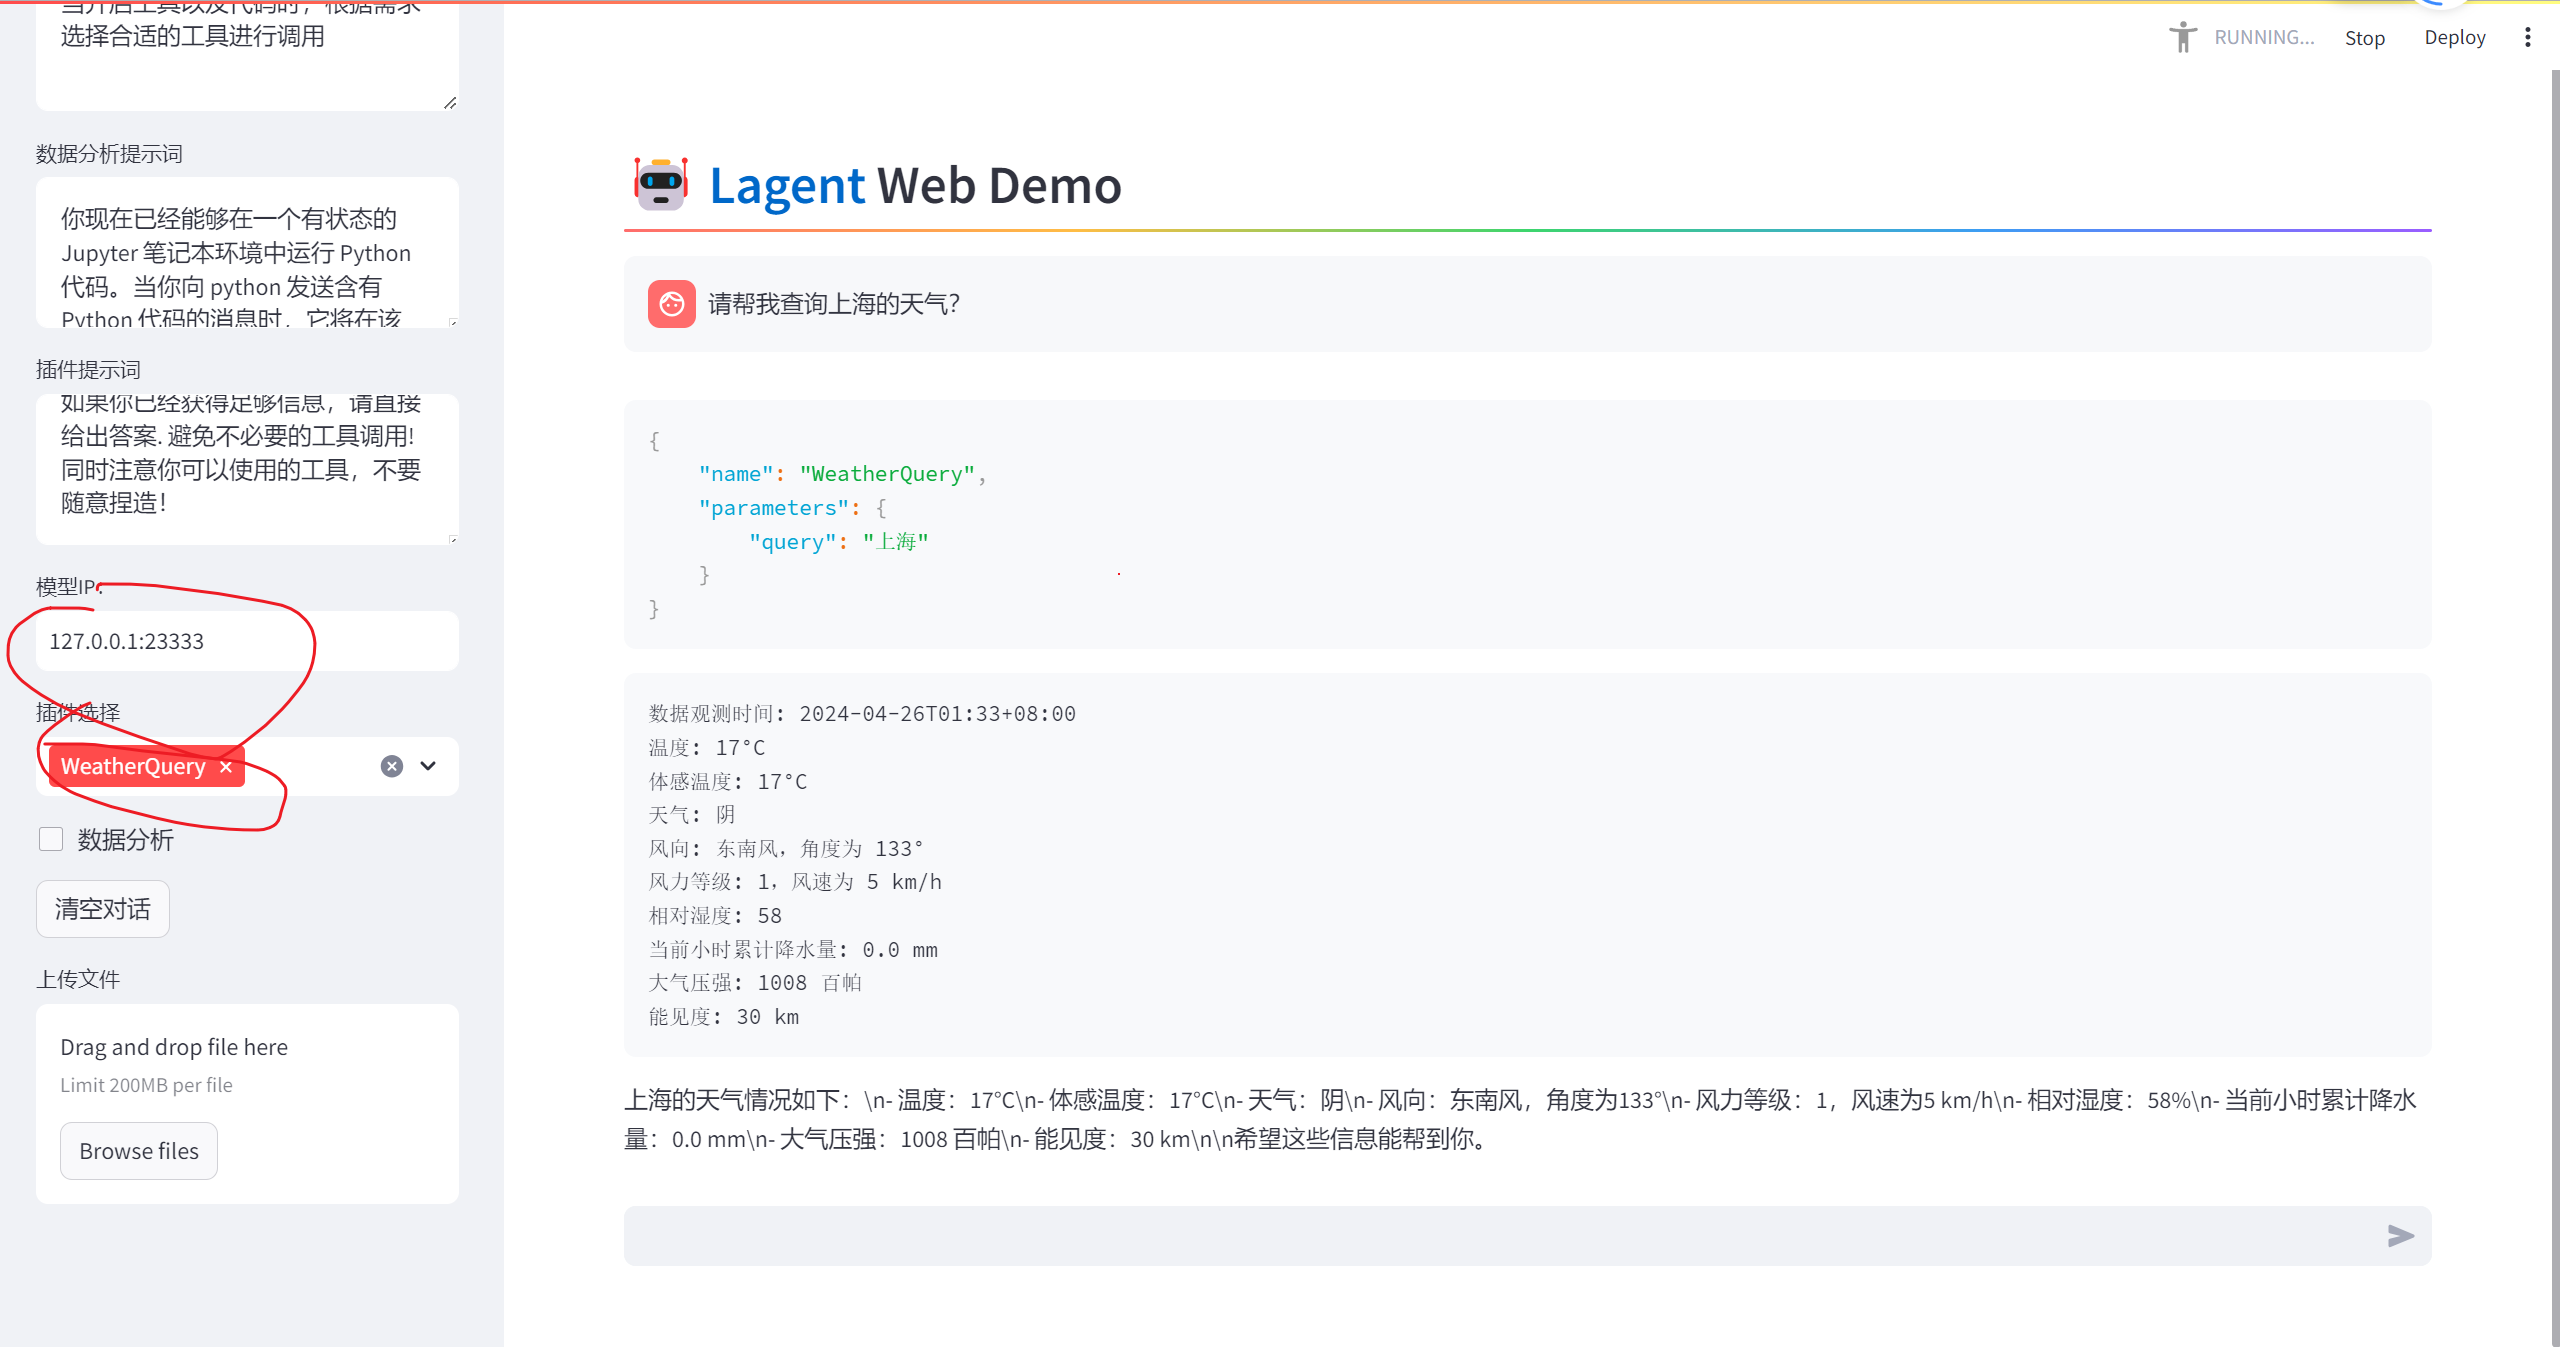 当开启工具以及代码时，根据需求
选择合适的工具进行调用
数据分析提示词
你现在已经能够在一个有状态的
Jupyter 笔记本环境中运行 Python
代码。当你向 python 发送含有
Python 代码的消息时，它将在该
插件提示词
如果你已经获得足够信息，请直接
给出答案. 避免不必要的工具调用!
同时注意你可以使用的工具，不要
随意捏造！
模型IP：
127.0.0.1:23333
插件选择
WeatherQuery ×
数据分析
清空对话
上传文件
Drag and drop file here
Limit 200MB per file
Browse files
RUNNING... Stop Deploy
Lagent Web Demo
请帮我查询上海的天气？
{
"name": "WeatherQuery",
"parameters": {
"query": "上海"
}
}
数据观测时间: 2024-04-26T01:33+08:00
温度: 17°C
体感温度: 17°C
天气: 阴
风向: 东南风，角度为 133°
风力等级: 1，风速为 5 km/h
相对湿度: 58
当前小时累计降水量: 0.0 mm
大气压强: 1008 百帕
能见度: 30 km
上海的天气情况如下：\n- 温度：17°C\n- 体感温度：17°C\n- 天气：阴\n- 风向：东南风，角度为133°\n- 风力等级：1，风速为5 km/h\n- 相对湿度：58%\n- 当前小时累计降水
量：0.0 mm\n- 大气压强：1008 百帕\n- 能见度：30 km\n\n希望这些信息能帮到你。